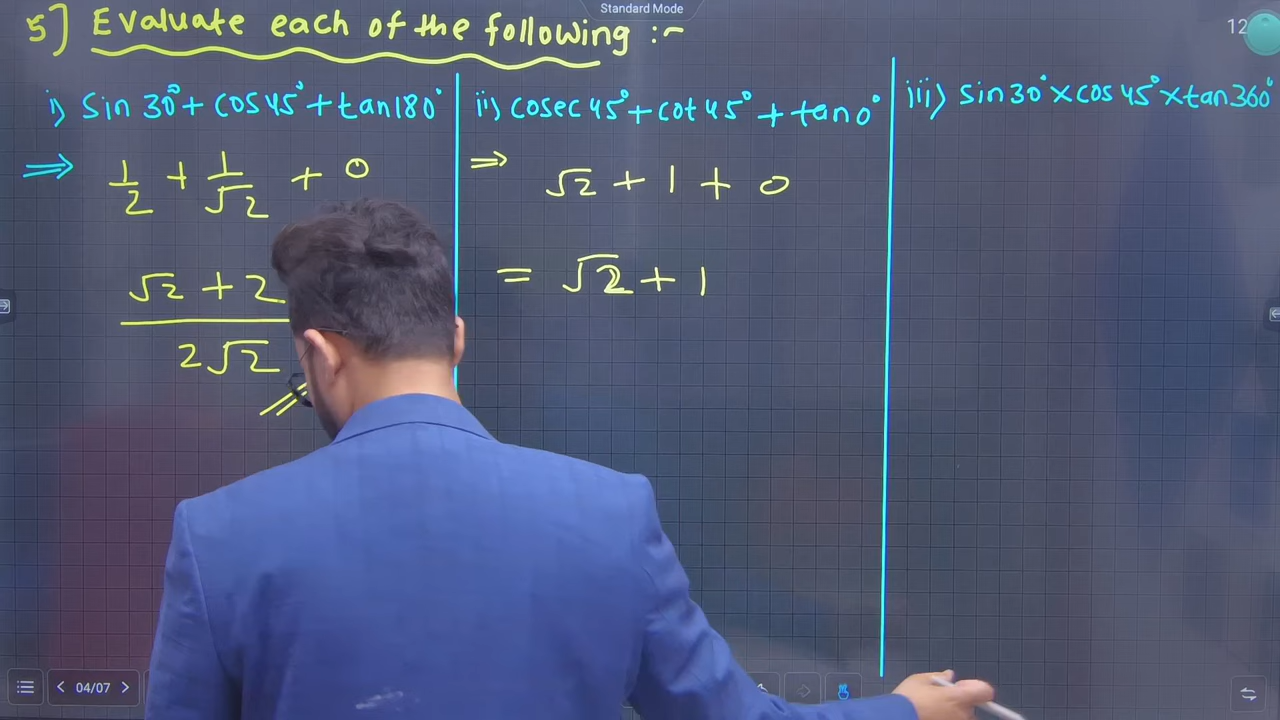 Standard Mode
12
5] Evaluate each of the following :-
i) Sin 30° + cos 45° + tan 180°
⇒ 1/2 + 1/√2 + 0
√2 + 2
2√2
ii) cosec 45° + cot 45° + tan 0°
⇒ √2 + 1 + 0
= √2 + 1
iii) sin 30° × cos 45° × tan 360°
< 04/07 >